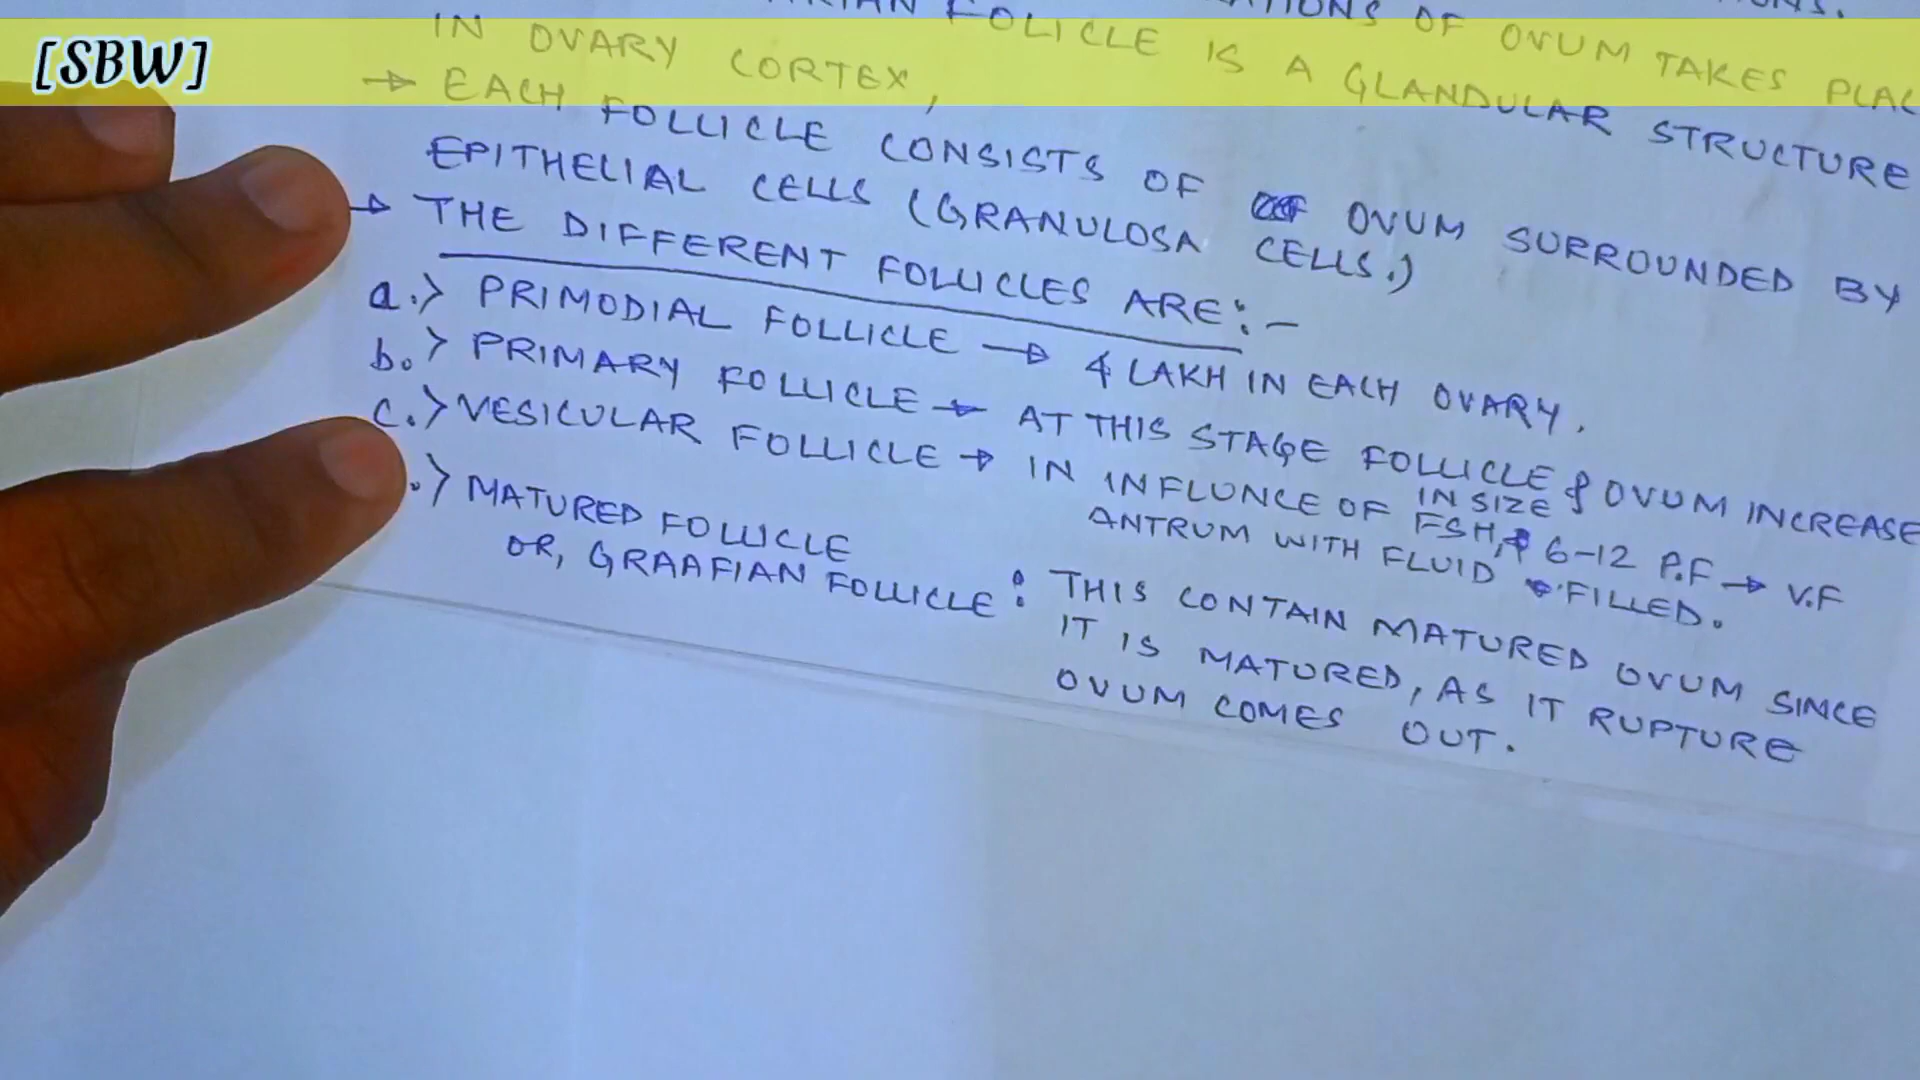 [SBW]
FOLICLE IS A GLANDULAR STRUCTURE
OF OVUM TAKES PLAC
IN OVARY CORTEX,
→ EACH FOLLICLE CONSISTS OF OVUM SURROUNDED BY
EPITHELIAL CELLS (GRANULOSA CELLS.)
→ THE DIFFERENT FOLLICLES ARE:-
a.> PRIMODIAL FOLLICLE → 4 LAKH IN EACH OVARY.
b.> PRIMARY FOLLICLE → AT THIS STAGE FOLLICLE & OVUM INCREASE
IN SIZE
c.> VESICULAR FOLLICLE → IN INFLUNCE OF FSH, 6-12 P.F → V.F
ANTRUM WITH FLUID FILLED.
.> MATURED FOLLICLE
OR, GRAAFIAN FOLLICLE : THIS CONTAIN MATURED OVUM SINCE
IT IS MATURED, AS IT RUPTURE
OVUM COMES OUT.